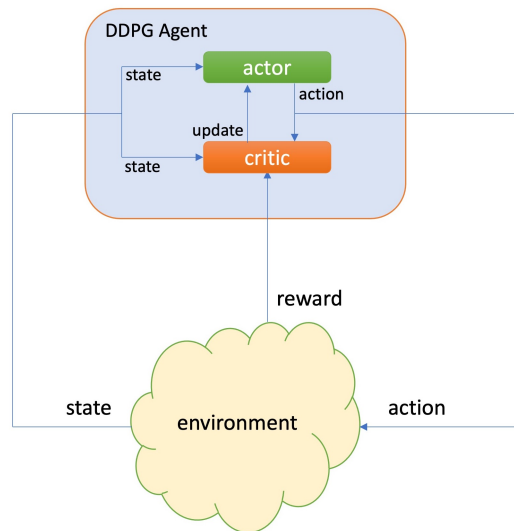 DDPG Agent
actor
state
action
update
critic
state
reward
state
action
environment